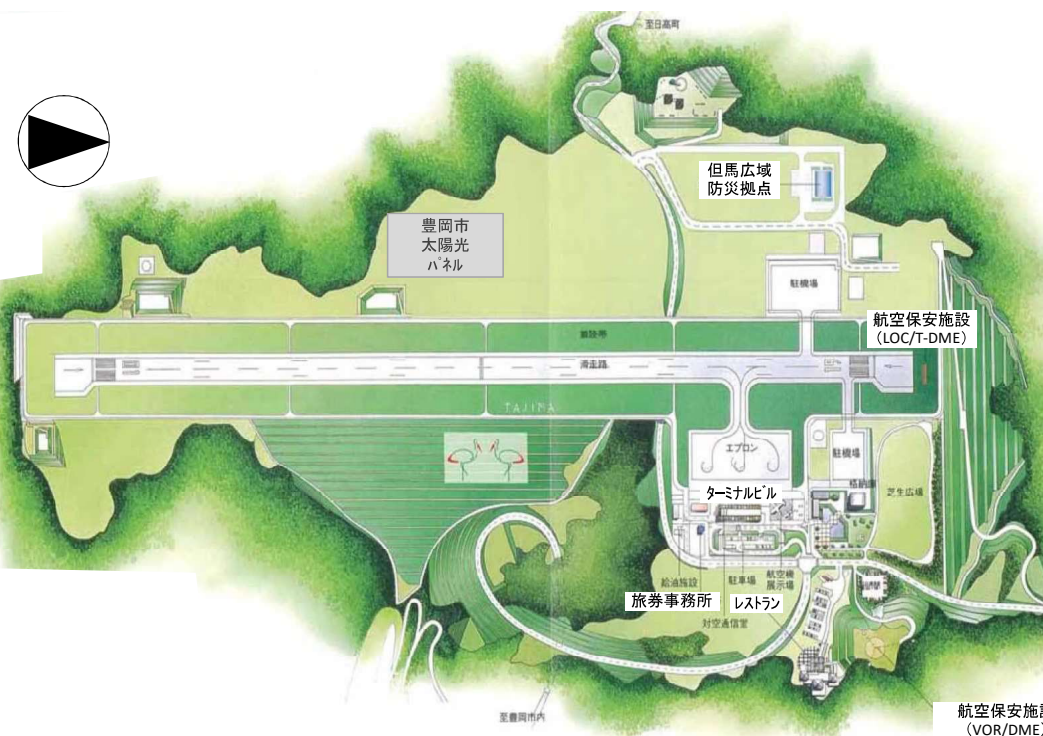 至日高町
但馬広域
防災拠点
豊岡市
太陽光
パネル
駐機場
航空保安施設
（LOC/T-DME）
着陸帯
滑走路
TAJIMA
エプロン
駐機場
格納庫
芝生広場
ターミナルビル
給油施設
駐車場
航空機
展示場
旅券事務所
レストラン
対空通信室
至豊岡市内
航空保安施設
（VOR/DME）